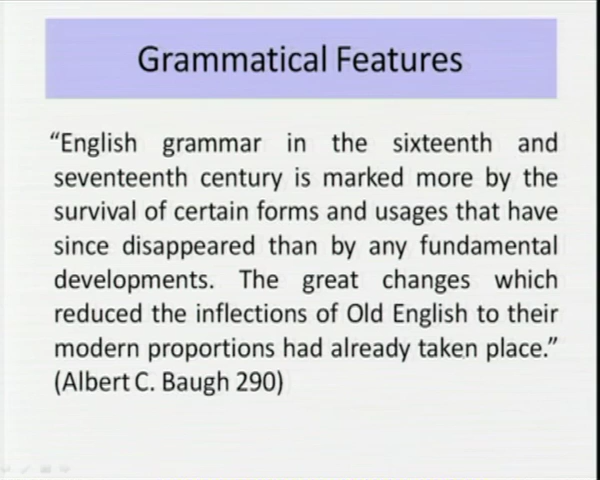 Grammatical Features
“English grammar in the sixteenth and
seventeenth century is marked more by the
survival of certain forms and usages that have
since disappeared than by any fundamental
developments. The great changes which
reduced the inflections of Old English to their
modern proportions had already taken place.”
(Albert C. Baugh 290)